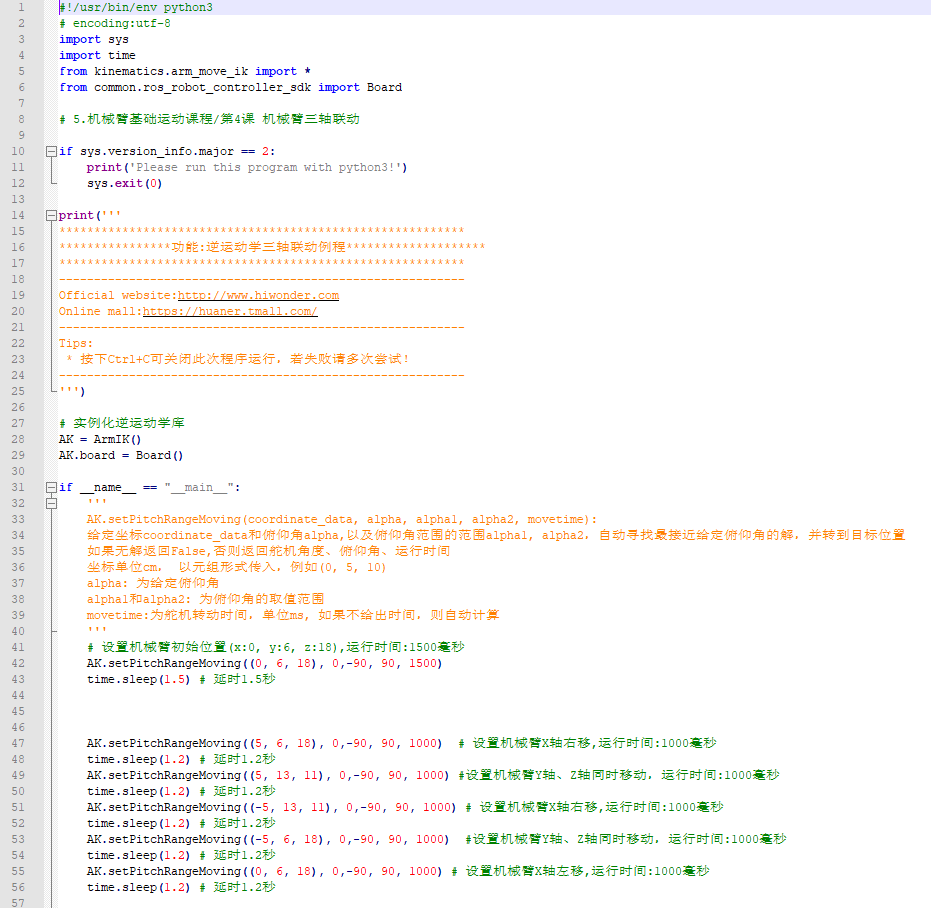 1 #!/usr/bin/env python3
2 # encoding:utf-8
3 import sys
4 import time
5 from kinematics.arm_move_ik import *
6 from common.ros_robot_controller_sdk import Board
7
8 # 5.机械臂基础运动课程/第4课 机械臂三轴联动
9
10 if sys.version_info.major == 2:
11     print('Please run this program with python3!')
12     sys.exit(0)
13
14 print('''
15 **********************************************************
16 ****************功能:逆运动学三轴联动例程********************
17 **********************************************************
18 ----------------------------------------------------------
19 Official website:http://www.hiwonder.com
20 Online mall:https://huaner.tmall.com/
21 ----------------------------------------------------------
22 Tips:
23  * 按下Ctrl+C可关闭此次程序运行，若失败请多次尝试！
24 ----------------------------------------------------------
25 ''')
26
27 # 实例化逆运动学库
28 AK = ArmIK()
29 AK.board = Board()
30
31 if __name__ == "__main__":
32     '''
33     AK.setPitchRangeMoving(coordinate_data, alpha, alpha1, alpha2, movetime):
34     给定坐标coordinate_data和俯仰角alpha,以及俯仰角范围的范围alpha1, alpha2，自动寻找最接近给定俯仰角的解，并转到目标位置
35     如果无解返回False,否则返回舵机角度、俯仰角、运行时间
36     坐标单位cm， 以元组形式传入，例如(0, 5, 10)
37     alpha: 为给定俯仰角
38     alpha1和alpha2: 为俯仰角的取值范围
39     movetime:为舵机转动时间，单位ms, 如果不给出时间，则自动计算
40     '''
41     # 设置机械臂初始位置(x:0, y:6, z:18),运行时间:1500毫秒
42     AK.setPitchRangeMoving((0, 6, 18), 0,-90, 90, 1500)
43     time.sleep(1.5) # 延时1.5秒
44
45
46
47     AK.setPitchRangeMoving((5, 6, 18), 0,-90, 90, 1000)  # 设置机械臂X轴右移,运行时间:1000毫秒
48     time.sleep(1.2) # 延时1.2秒
49     AK.setPitchRangeMoving((5, 13, 11), 0,-90, 90, 1000) #设置机械臂Y轴、Z轴同时移动，运行时间:1000毫秒
50     time.sleep(1.2) # 延时1.2秒
51     AK.setPitchRangeMoving((-5, 13, 11), 0,-90, 90, 1000) # 设置机械臂X轴右移,运行时间:1000毫秒
52     time.sleep(1.2) # 延时1.2秒
53     AK.setPitchRangeMoving((-5, 6, 18), 0,-90, 90, 1000)  #设置机械臂Y轴、Z轴同时移动，运行时间:1000毫秒
54     time.sleep(1.2) # 延时1.2秒
55     AK.setPitchRangeMoving((0, 6, 18), 0,-90, 90, 1000) # 设置机械臂X轴左移,运行时间:1000毫秒
56     time.sleep(1.2) # 延时1.2秒
57